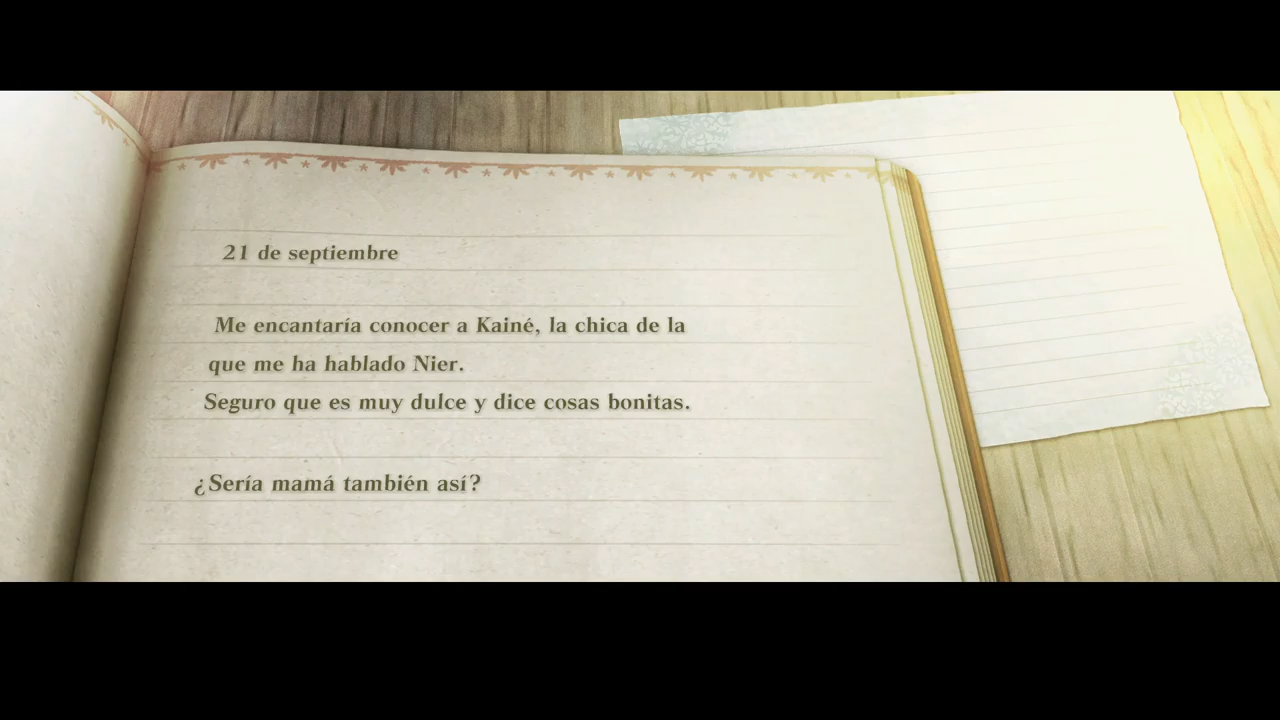 21 de septiembre
Me encantaría conocer a Kainé, la chica de la
que me ha hablado Nier.
Seguro que es muy dulce y dice cosas bonitas.
¿Sería mamá también así?